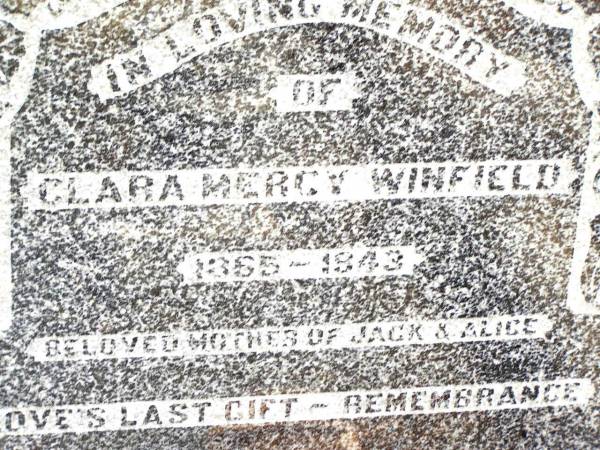 IN LOVING MEMORY
OF
CLARA MERCY WINFIELD
1865 - 1943
BELOVED MOTHER OF JACK & ALICE
LOVE'S LAST GIFT - REMEMBRANCE